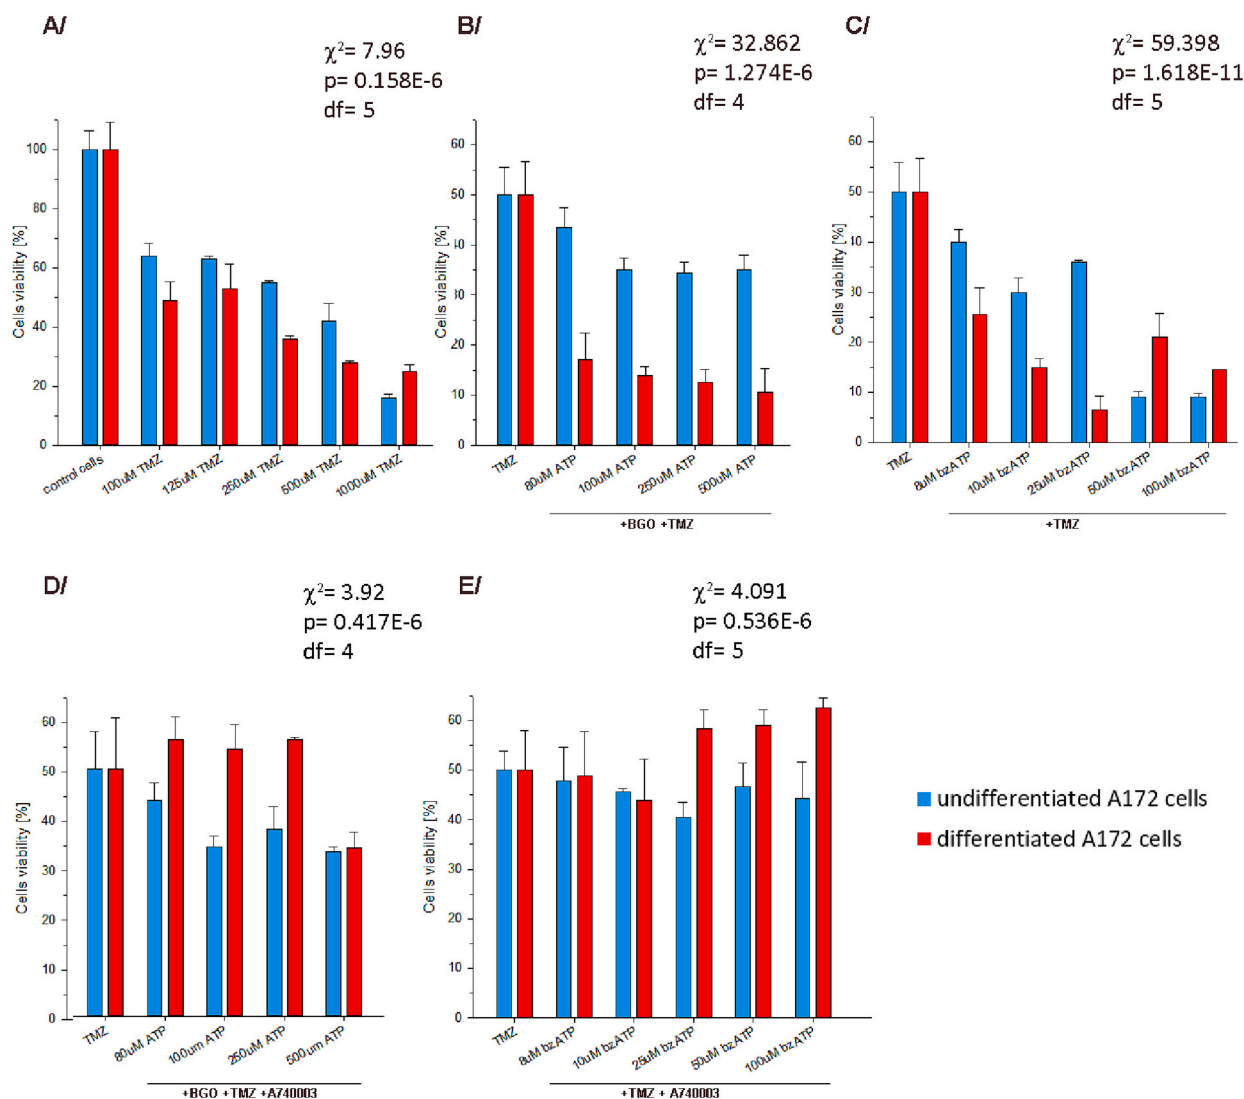 A/
χ²= 7.96
p= 0.158E-6
df= 5
Cells viability [%]
100
80
60
40
20
0
control cells
100uM TMZ
125uM TMZ
250uM TMZ
500uM TMZ
1000uM TMZ
B/
χ²= 32.862
p= 1.274E-6
df= 4
Cells viability [%]
60
50
40
30
20
10
0
TMZ
80uM ATP
100uM ATP
250uM ATP
500uM ATP
+BGO +TMZ
C/
χ²= 59.398
p= 1.618E-11
df= 5
Cells viability [%]
60
50
40
30
20
10
0
TMZ
8uM bzATP
10uM bzATP
25uM bzATP
50uM bzATP
100uM bzATP
+TMZ
D/
χ²= 3.92
p= 0.417E-6
df= 4
Cells viability [%]
60
50
40
30
20
10
0
TMZ
80uM ATP
100um ATP
250uM ATP
500um ATP
+BGO +TMZ +A740003
E/
χ²= 4.091
p= 0.536E-6
df= 5
Cells viability [%]
60
50
40
30
20
10
0
TMZ
8uM bzATP
10uM bzATP
25uM bzATP
50uM bzATP
100uM bzATP
+TMZ + A740003
undifferentiated A172 cells
differentiated A172 cells